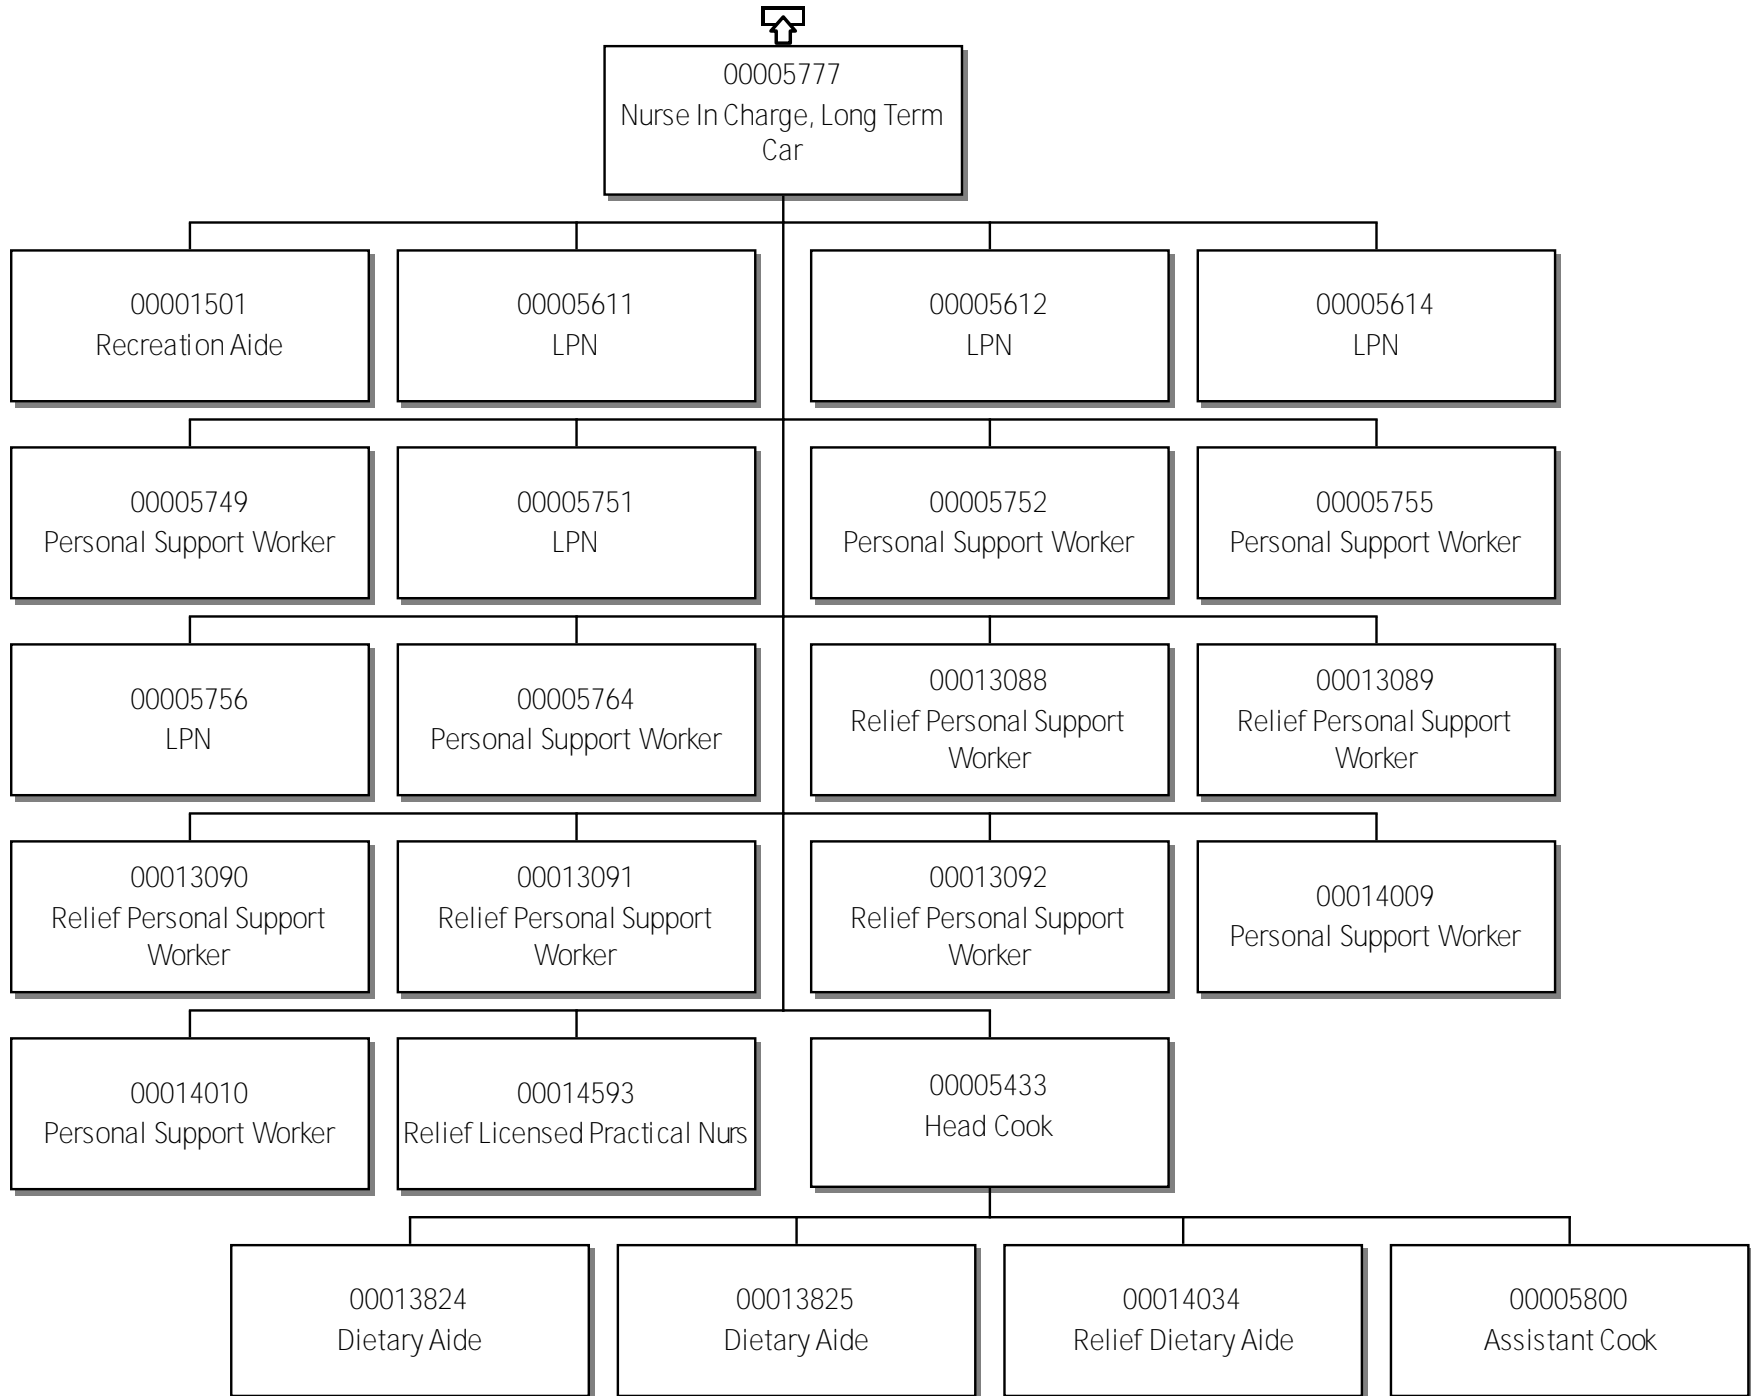 00005777
Nurse In Charge, Long Term
Car
00001501
Recreation Aide
00005611
LPN
00005612
LPN
00005614
LPN
00005749
Personal Support Worker
00005751
LPN
00005752
Personal Support Worker
00005755
Personal Support Worker
00005756
LPN
00005764
Personal Support Worker
00013088
Relief Personal Support
Worker
00013089
Relief Personal Support
Worker
00013090
Relief Personal Support
Worker
00013091
Relief Personal Support
Worker
00013092
Relief Personal Support
Worker
00014009
Personal Support Worker
00014010
Personal Support Worker
00014593
Relief Licensed Practical Nurs
00005433
Head Cook
00013824
Dietary Aide
00013825
Dietary Aide
00014034
Relief Dietary Aide
00005800
Assistant Cook